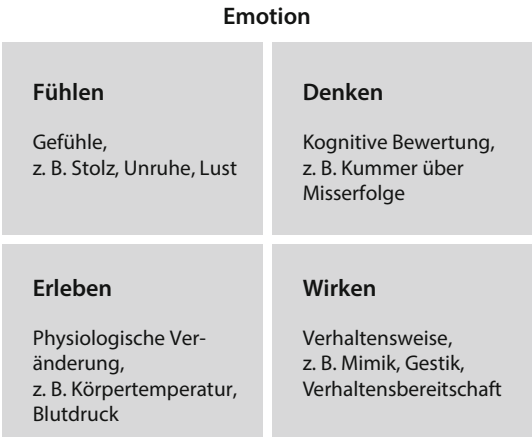 Emotion
Fühlen
Gefühle,
z. B. Stolz, Unruhe, Lust
Denken
Kognitive Bewertung,
z. B. Kummer über
Misserfolge
Erleben
Physiologische Ver-
änderung,
z. B. Körpertemperatur,
Blutdruck
Wirken
Verhaltensweise,
z. B. Mimik, Gestik,
Verhaltensbereitschaft